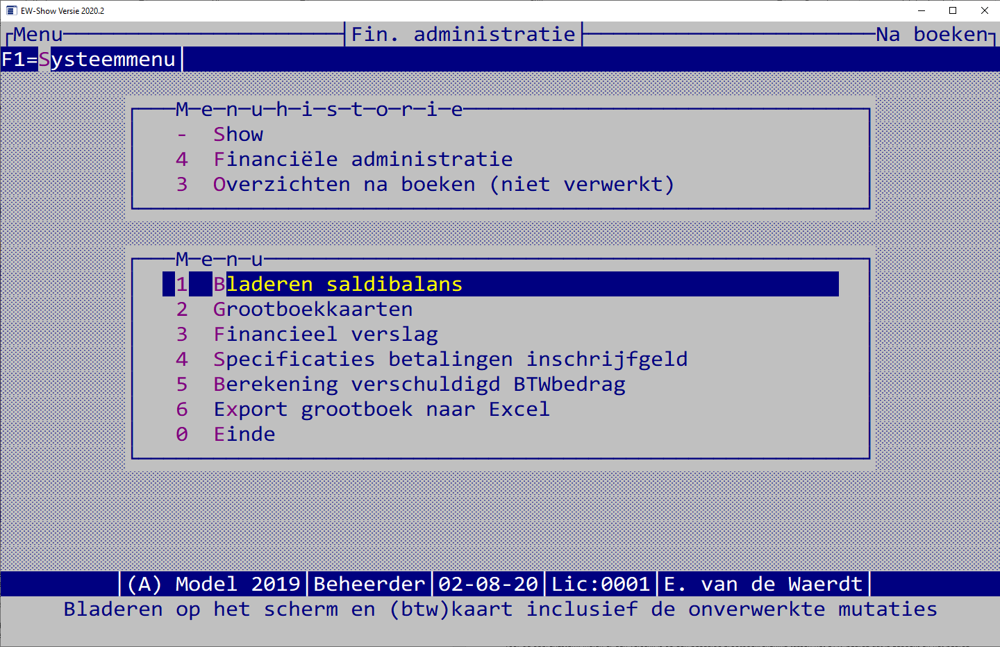 EW-Show Versie 2020.2
Menu Fin. administratie Na boeken
F1=Systeemmenu
Menuhistorie
- Show
4 Financiële administratie
3 Overzichten na boeken (niet verwerkt)
Menu
1 Bladeren saldibalans
2 Grootboekkaarten
3 Financieel verslag
4 Specificaties betalingen inschrijfgeld
5 Berekening verschuldigd BTWbedrag
6 Export grootboek naar Excel
0 Einde
(A) Model 2019 Beheerder 02-08-20 Lic:0001 E. van de Waerdt
Bladeren op het scherm en (btw)kaart inclusief de onverwerkte mutaties